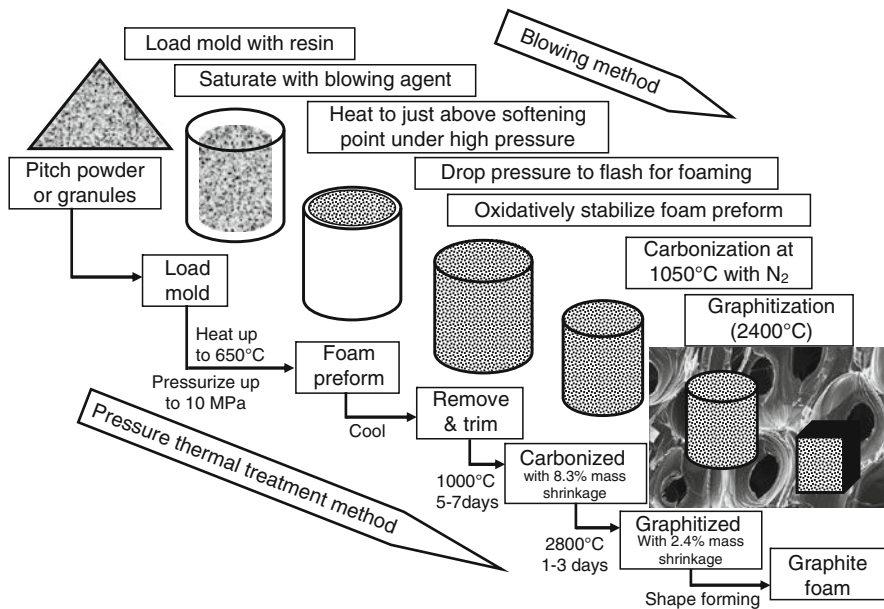 Load mold with resin
Blowing method
Saturate with blowing agent
Heat to just above softening
point under high pressure
Pitch powder
or granules
Drop pressure to flash for foaming
Oxidatively stabilize foam preform
Carbonization at
1050°C with N₂
Load
mold
Graphitization
(2400°C)
Heat up
to 650°C
Pressurize up
to 10 MPa
Foam
preform
Cool
Remove
& trim
Pressure thermal treatment method
1000°C
5-7days
Carbonized
with 8.3% mass
shrinkage
2800°C
1-3 days
Graphitized
With 2.4% mass
shrinkage
Shape forming
Graphite
foam